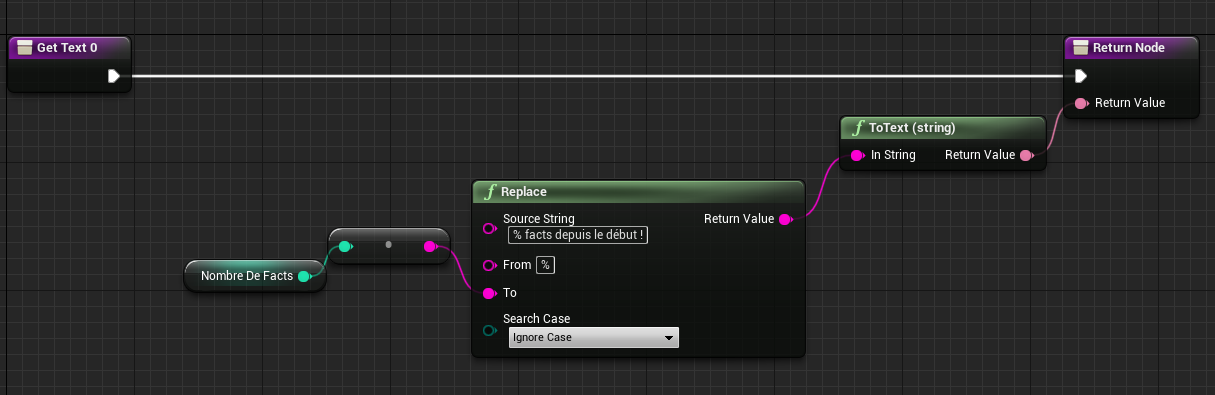 Get Text 0
Return Node
Return Value
ToText (string)
In String Return Value
Replace
Source String Return Value
% facts depuis le début !
From %
To
Search Case
Ignore Case
Nombre De Facts